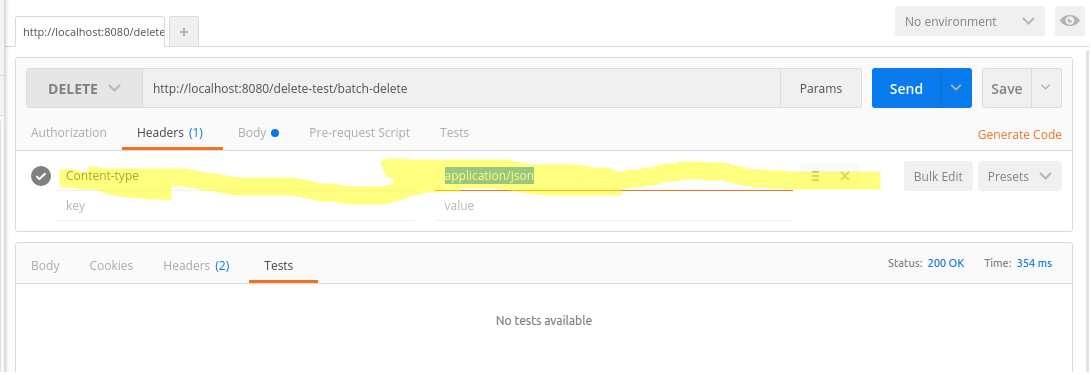 http://localhost:8080/delete +
No environment
DELETE http://localhost:8080/delete-test/batch-delete Params Send Save
Authorization Headers (1) Body Pre-request Script Tests Generate Code
Content-type application/json Bulk Edit Presets
key value
Body Cookies Headers (2) Tests Status: 200 OK Time: 354 ms
No tests available